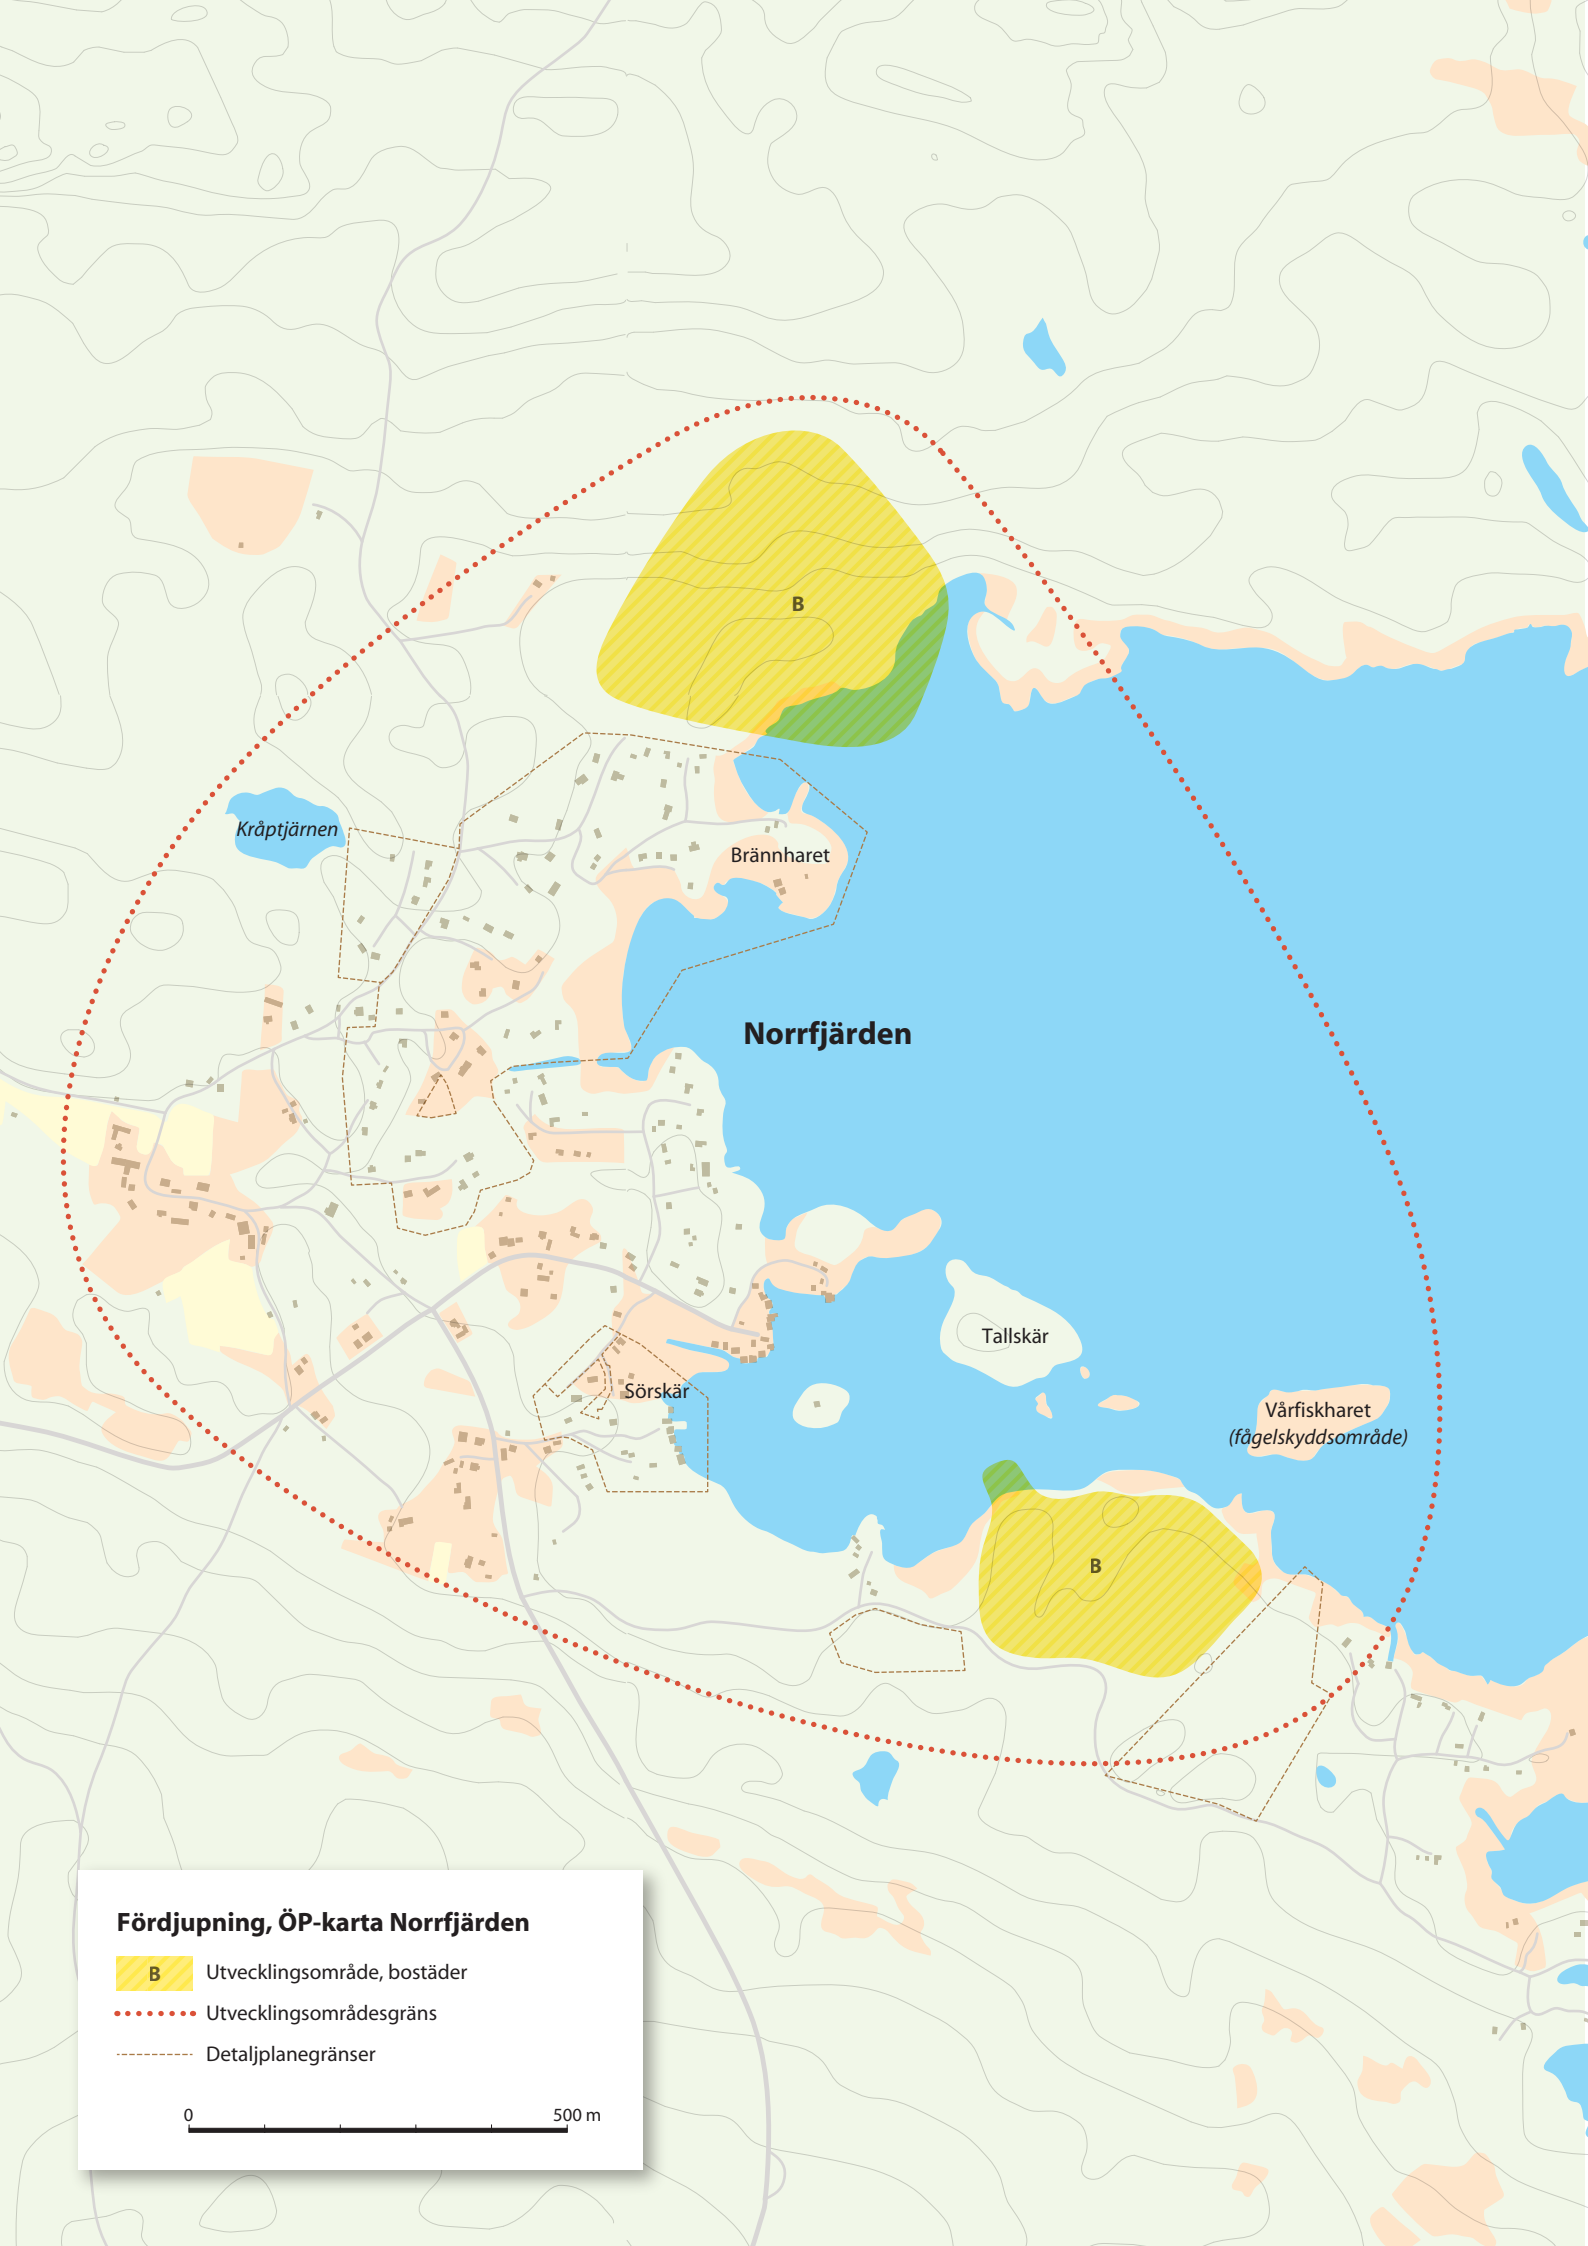 B
Kråptjärnen
Brännharet
Norrfjärden
Tallskär
Sörskär
Vårfiskharet
(fågelskyddsområde)
B
Fördjupning, ÖP-karta Norrfjärden
B Utvecklingsområde, bostäder
Utvecklingsområdesgräns
Detaljplanegränser
0 500 m